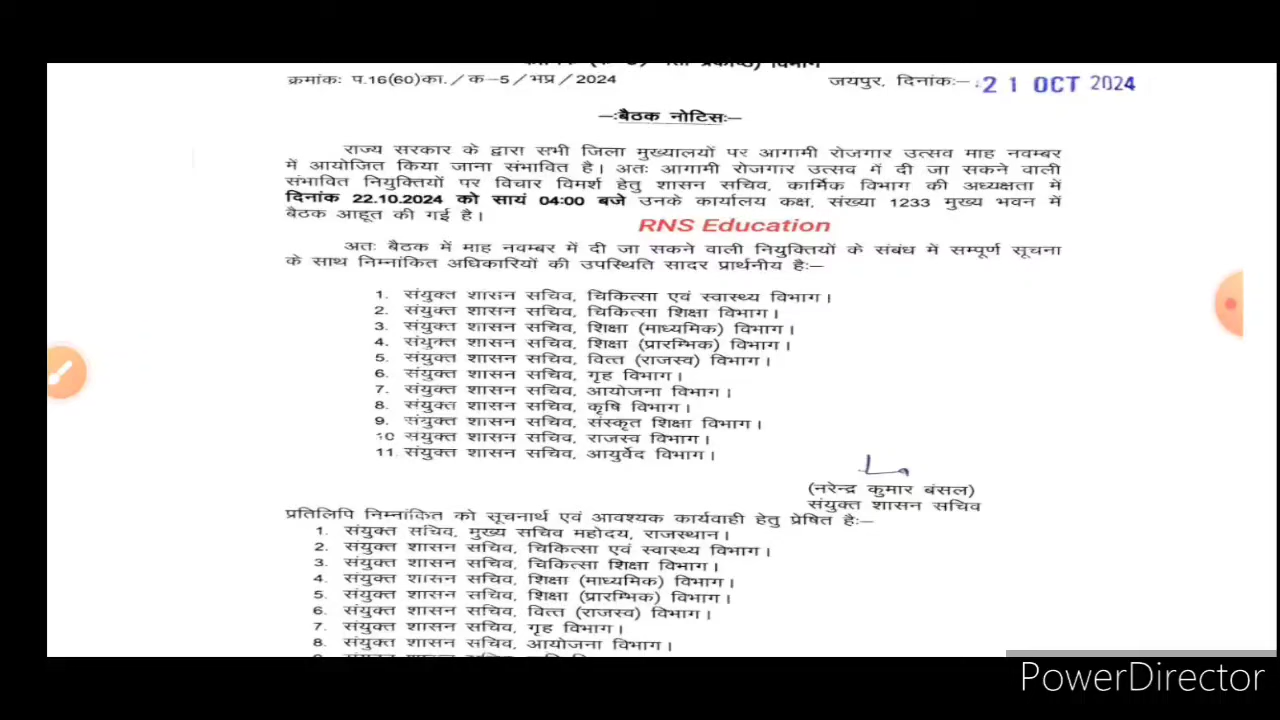 क्रमांकः प.16(60)का./क-5/भप्र/2024 जयपुर, दिनांकः- 21 OCT 2024
-:बैठक नोटिसः-
राज्य सरकार के द्वारा सभी जिला मुख्यालयों पर आगामी रोजगार उत्सव माह नवम्बर
में आयोजित किया जाना संभावित है। अतः आगामी रोजगार उत्सव में दी जा सकने वाली
संभावित नियुक्तियों पर विचार विमर्श हेतु शासन सचिव, कार्मिक विभाग की अध्यक्षता में
दिनांक 22.10.2024 को सायं 04:00 बजे उनके कार्यालय कक्ष, संख्या 1233 मुख्य भवन में
बैठक आहूत की गई है।
RNS Education
अतः बैठक में माह नवम्बर में दी जा सकने वाली नियुक्तियों के संबंध में सम्पूर्ण सूचना
के साथ निम्नांकित अधिकारियों की उपस्थिति सादर प्रार्थनीय हैः-
1. संयुक्त शासन सचिव, चिकित्सा एवं स्वास्थ्य विभाग।
2. संयुक्त शासन सचिव, चिकित्सा शिक्षा विभाग।
3. संयुक्त शासन सचिव, शिक्षा (माध्यमिक) विभाग।
4. संयुक्त शासन सचिव, शिक्षा (प्रारम्भिक) विभाग।
5. संयुक्त शासन सचिव, वित्त (राजस्व) विभाग।
6. संयुक्त शासन सचिव, गृह विभाग।
7. संयुक्त शासन सचिव, आयोजना विभाग।
8. संयुक्त शासन सचिव, कृषि विभाग।
9. संयुक्त शासन सचिव, संस्कृत शिक्षा विभाग।
10 संयुक्त शासन सचिव, राजस्व विभाग।
11. संयुक्त शासन सचिव, आयुर्वेद विभाग।
(नरेन्द्र कुमार बंसल)
संयुक्त शासन सचिव
प्रतिलिपि निम्नांकित को सूचनार्थ एवं आवश्यक कार्यवाही हेतु प्रेषित हैः-
1. संयुक्त सचिव, मुख्य सचिव महोदय, राजस्थान।
2. संयुक्त शासन सचिव, चिकित्सा एवं स्वास्थ्य विभाग।
3. संयुक्त शासन सचिव, चिकित्सा शिक्षा विभाग।
4. संयुक्त शासन सचिव, शिक्षा (माध्यमिक) विभाग।
5. संयुक्त शासन सचिव, शिक्षा (प्रारम्भिक) विभाग।
6. संयुक्त शासन सचिव, वित्त (राजस्व) विभाग।
7. संयुक्त शासन सचिव, गृह विभाग।
8. संयुक्त शासन सचिव, आयोजना विभाग।
PowerDirector